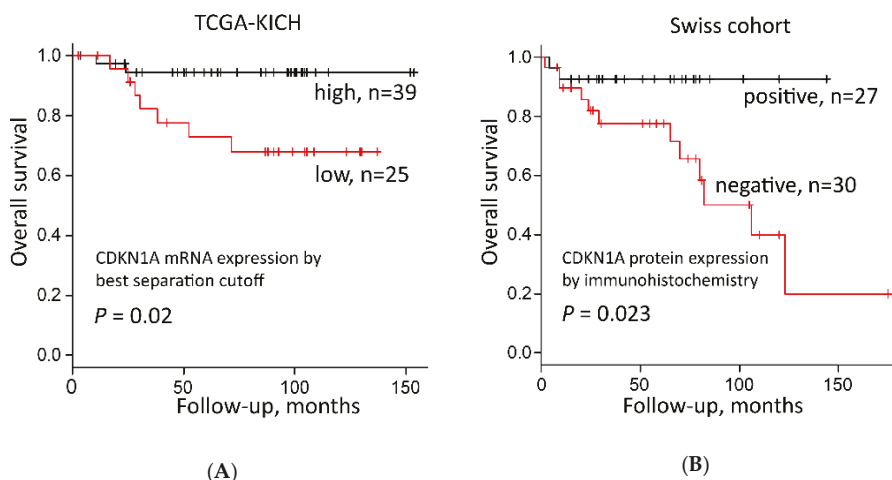 TCGA-KICH
Overall survival
1.0
0.8
0.6
0.4
0.2
0.0
high, n=39
low, n=25
CDKN1A mRNA expression by
best separation cutoff
P = 0.02
0
50
100
150
Follow-up, months
(A)
Swiss cohort
Overall survival
1.0
0.8
0.6
0.4
0.2
0.0
positive, n=27
negative, n=30
CDKN1A protein expression
by immunohistochemistry
P = 0.023
0
50
100
150
Follow-up, months
(B)